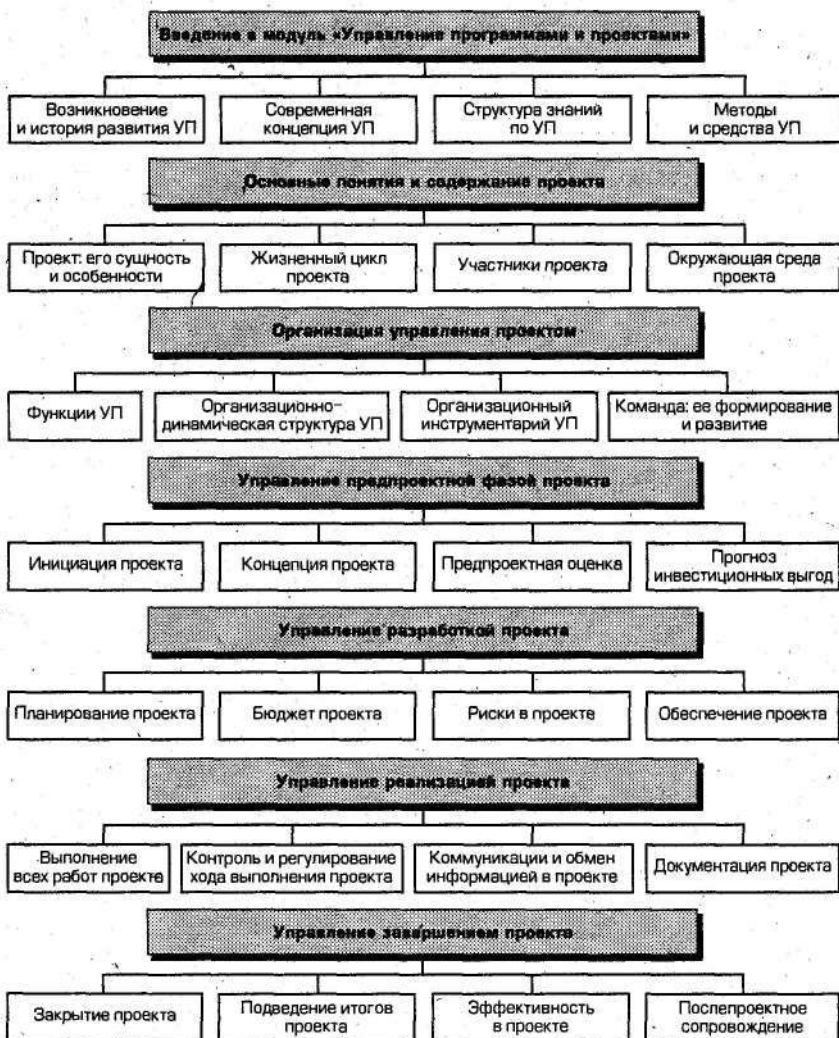 Введение в модуль «Управление программами и проектами»
Возникновение
и история развития УП
Современная
концепция УП
Структура знаний
по УП
Методы
и средства УП
Основные понятия и содержание проекта
Проект: его сущность
и особенности
Жизненный цикл
проекта
Участники проекта
Окружающая среда
проекта
Организация управления проектом
Функции УП
Организационно-
динамическая структура УП
Организационный
инструментарий УП
Команда: ее формирование
и развитие
Управление предпроектной фазой проекта
Инициация проекта
Концепция проекта
Предпроектная оценка
Прогноз
инвестиционных выгод
Управление разработкой проекта
Планирование проекта
Бюджет проекта
Риски в проекте
Обеспечение проекта
Управление реализацией проекта
Выполнение
всех работ проекте
Контроль и регулирование
хода выполнения проекта
Коммуникации и обмен
информацией в проекте
Документация проекта
Управление завершением проекта
Закрытие проекта
Подведение итогов
проекта
Эффективность
в проекте
Послепроектное
сопровождение